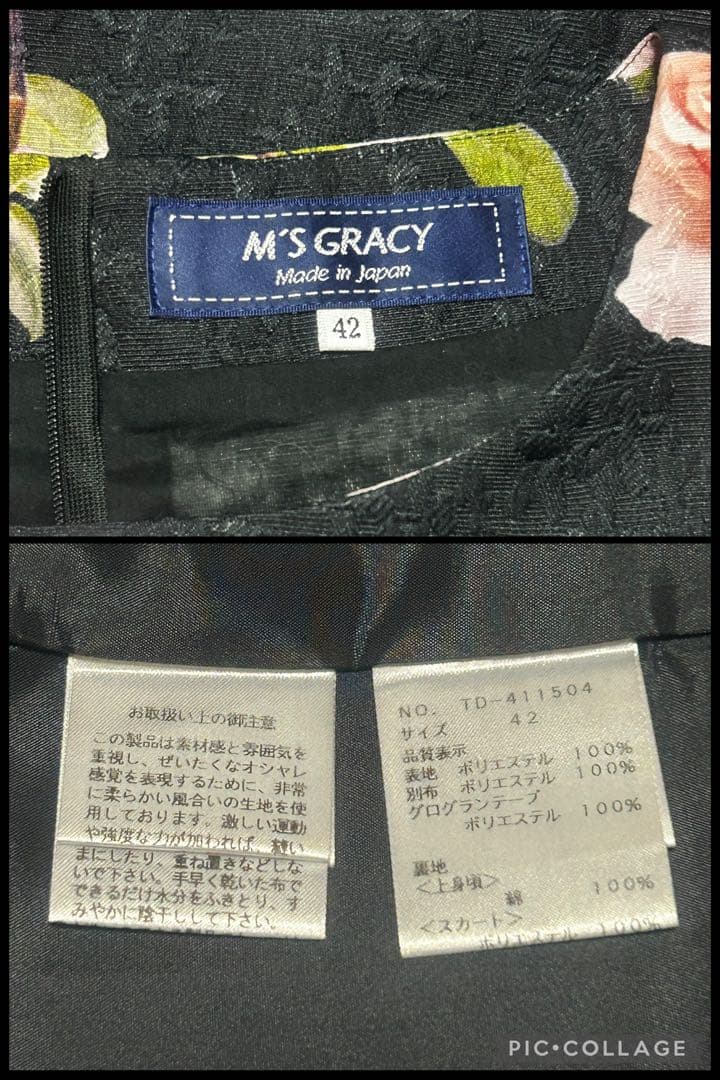 M'S GRACY
Made in Japan
42
お取扱い上の御注意
この製品は素材感と雰囲気を
重視し、ぜいたくなオシャレ
感覚を表現するために、非常
に柔らかい風合いの生地を使
用しております。激しい運動
や強度な力が加われば、縫い
まにしたり、重ね置きなどしな
いで下さい。手早く乾いた布で
できるだけ水分をふきとり、す
みやかに陰干しして下さい。
NO. TD-411504
サイズ 42
品質表示
表地 ポリエステル 100%
別布 ポリエステル 100%
グログランテープ
ポリエステル 100%
裏地
<上身頃>
綿 100%
<スカート>
ポリエステル 100%
PIC•COLLAGE